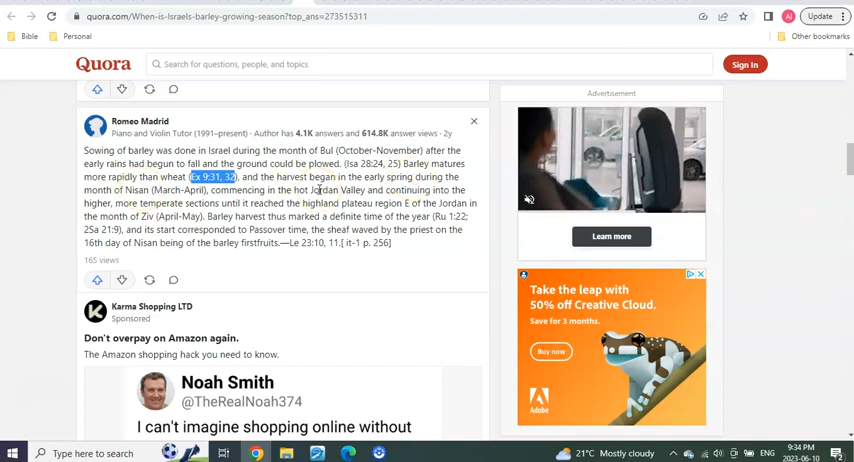 quora.com/When-is-Israels-barley-growing-season?top_ans=273515311
AI
Update
Bible
Personal
Other bookmarks
Quora
Search for questions, people, and topics
Sign In
Advertisement
Romeo Madrid
Piano and Violin Tutor (1991–present) · Author has 4.1K answers and 614.8K answer views · 2y
Sowing of barley was done in Israel during the month of Bul (October-November) after the
early rains had begun to fall and the ground could be plowed. (Isa 28:24, 25) Barley matures
more rapidly than wheat (Ex 9:31, 32), and the harvest began in the early spring during the
month of Nisan (March-April), commencing in the hot Jordan Valley and continuing into the
higher, more temperate sections until it reached the highland plateau region E of the Jordan in
the month of Ziv (April-May). Barley harvest thus marked a definite time of the year (Ru 1:22;
2Sa 21:9), and its start corresponded to Passover time, the sheaf waved by the priest on the
16th day of Nisan being of the barley firstfruits.—Le 23:10, 11.[ it-1 p. 256]
165 views
Learn more
K
Karma Shopping LTD
Sponsored
Don't overpay on Amazon again.
The Amazon shopping hack you need to know.
Noah Smith
@TheRealNoah374
I can't imagine shopping online without
Take the leap with
50% off Creative Cloud.
Save for 3 months.
Buy now
Adobe
Type here to search
21°C Mostly cloudy
ENG
9:34 PM
2023-06-10
2